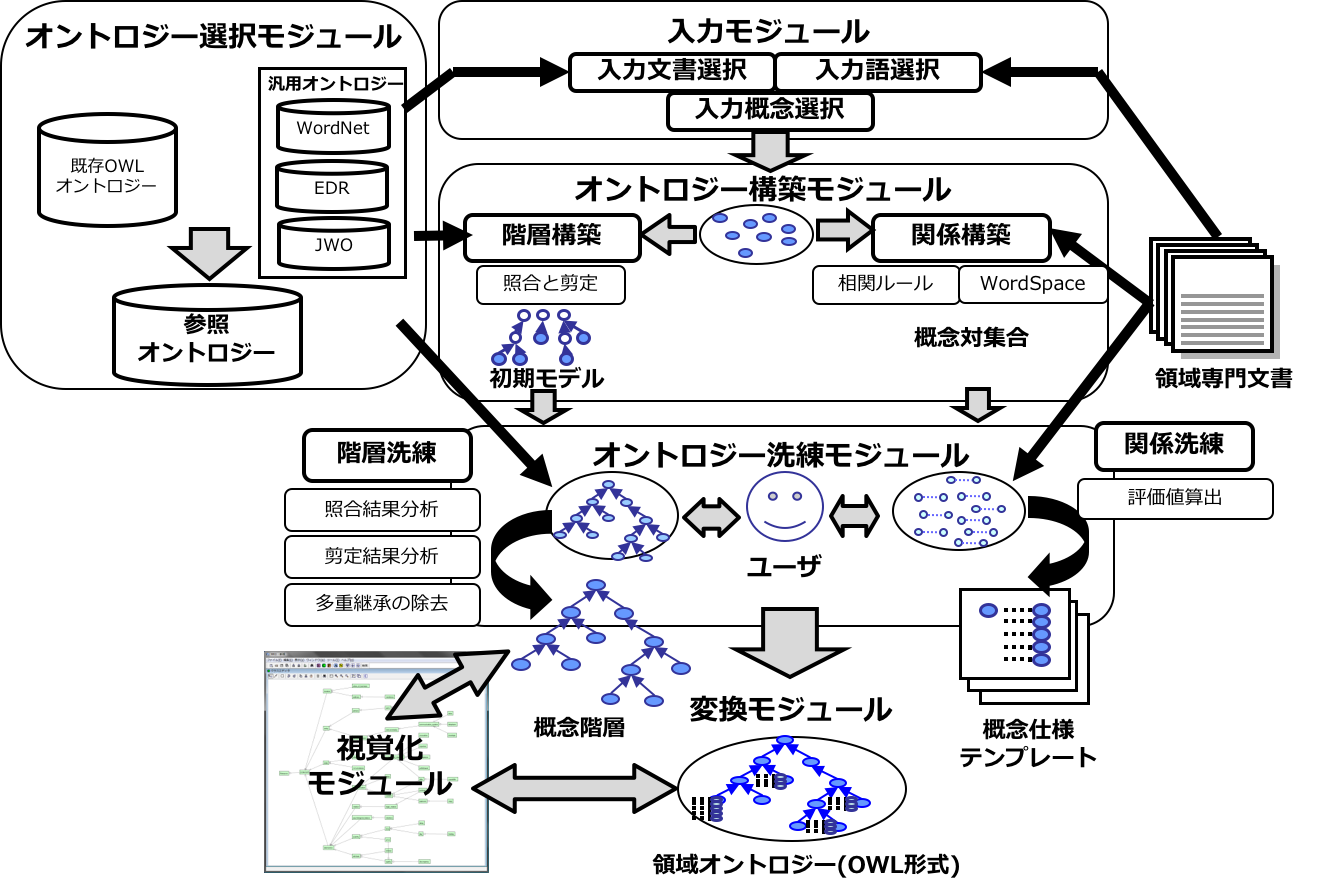 オントロジー選択モジュール
汎用オントロジー
WordNet
EDR
JWO
既存OWL
オントロジー
参照
オントロジー
入力モジュール
入力文書選択
入力語選択
入力概念選択
オントロジー構築モジュール
階層構築
関係構築
照合と剪定
相関ルール
WordSpace
初期モデル
概念対集合
領域専門文書
オントロジー洗練モジュール
階層洗練
照合結果分析
剪定結果分析
多重継承の除去
ユーザ
関係洗練
評価値算出
概念階層
概念仕様
テンプレート
変換モジュール
視覚化
モジュール
領域オントロジー(OWL形式)